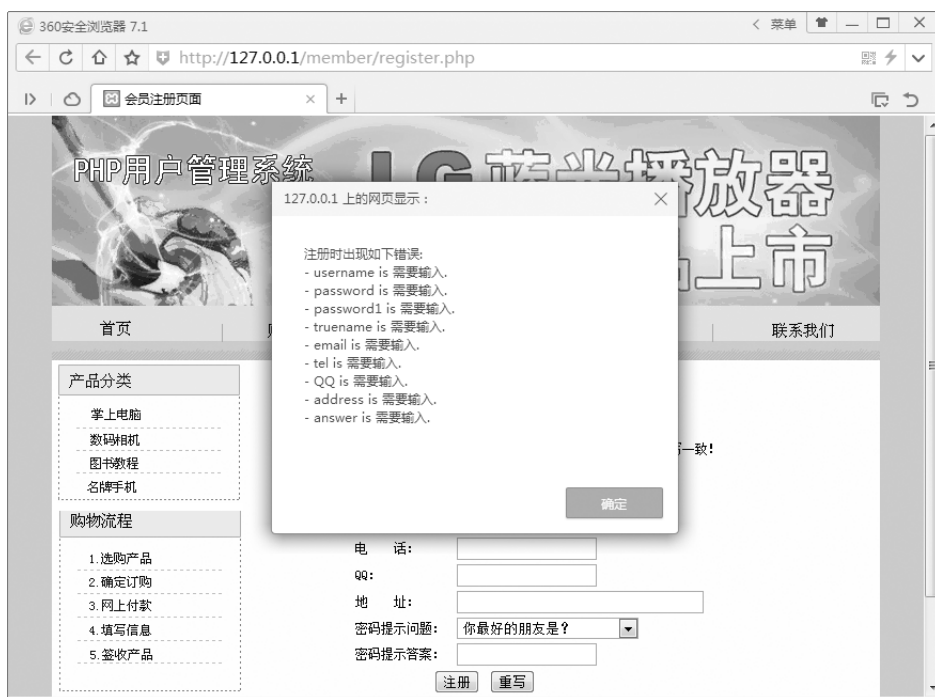 360安全浏览器 7.1
菜单
http://127.0.0.1/member/register.php
会员注册页面
PHP用户管理系统
播放器
上市
首页
联系我们
127.0.0.1 上的网页显示：
注册时出现如下错误:
- username is 需要输入.
- password is 需要输入.
- password1 is 需要输入.
- truename is 需要输入.
- email is 需要输入.
- tel is 需要输入.
- QQ is 需要输入.
- address is 需要输入.
- answer is 需要输入.
确定
产品分类
掌上电脑
数码相机
图书教程
名牌手机
购物流程
1.选购产品
2.确定订购
3.网上付款
4.填写信息
5.签收产品
一致!
电 话:
QQ:
地 址:
密码提示问题: 你最好的朋友是?
密码提示答案:
注册 重写